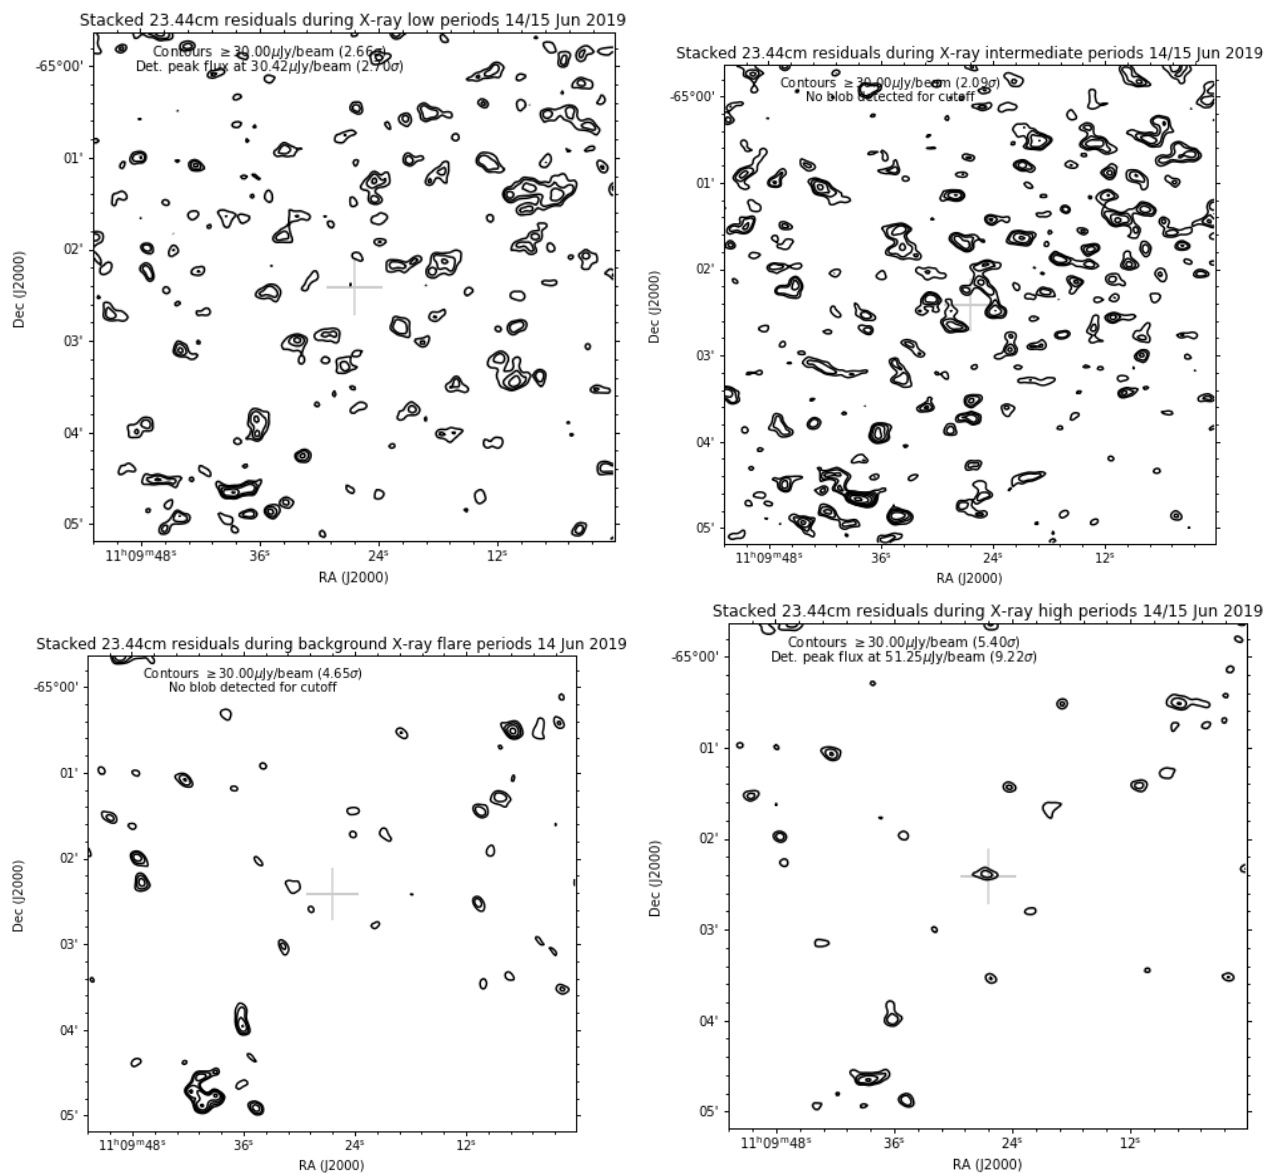 Stacked 23.44cm residuals during X-ray low periods 14/15 Jun 2019
Contours ≥30.00μJy/beam (2.66σ)
Det. peak flux at 30.42μJy/beam (2.70σ)
-65°00'
01'
02'
03'
04'
05'
Dec (J2000)
11ʰ09ᵐ48ˢ
36ˢ
24ˢ
12ˢ
RA (J2000)
Stacked 23.44cm residuals during X-ray intermediate periods 14/15 Jun 2019
Contours ≥30.00μJy/beam (2.09σ)
No blob detected for cutoff
-65°00'
01'
02'
03'
04'
05'
Dec (J2000)
11ʰ09ᵐ48ˢ
36ˢ
24ˢ
12ˢ
RA (J2000)
Stacked 23.44cm residuals during background X-ray flare periods 14 Jun 2019
Contours ≥30.00μJy/beam (4.65σ)
No blob detected for cutoff
-65°00'
01'
02'
03'
04'
05'
Dec (J2000)
11ʰ09ᵐ48ˢ
36ˢ
24ˢ
12ˢ
RA (J2000)
Stacked 23.44cm residuals during X-ray high periods 14/15 Jun 2019
Contours ≥30.00μJy/beam (5.40σ)
Det. peak flux at 51.25μJy/beam (9.22σ)
-65°00'
01'
02'
03'
04'
05'
Dec (J2000)
11ʰ09ᵐ48ˢ
36ˢ
24ˢ
12ˢ
RA (J2000)